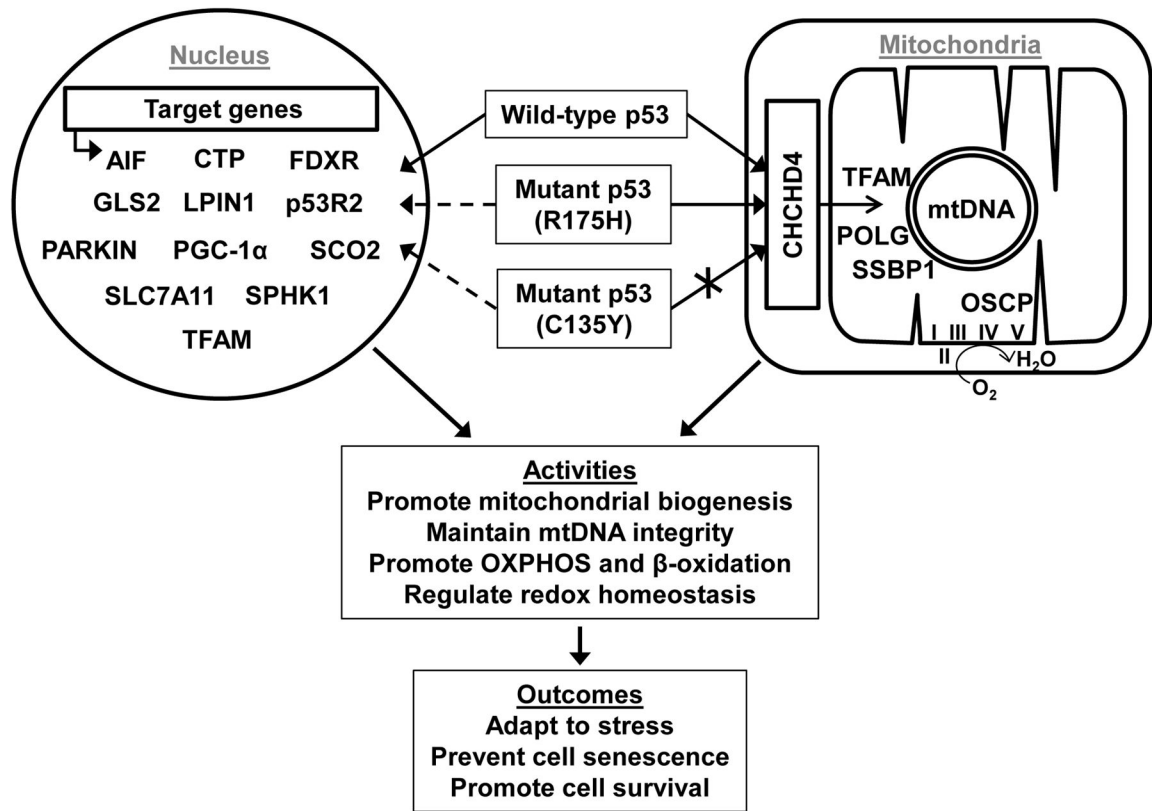 Nucleus
Target genes
AIF CTP FDXR
GLS2 LPIN1 p53R2
PARKIN PGC-1α SCO2
SLC7A11 SPHK1
TFAM
Wild-type p53
Mutant p53
(R175H)
Mutant p53
(C135Y)
Mitochondria
CHCHD4
TFAM
mtDNA
POLG
SSBP1
OSCP
I III IV V
II
H₂O
O₂
Activities
Promote mitochondrial biogenesis
Maintain mtDNA integrity
Promote OXPHOS and β-oxidation
Regulate redox homeostasis
Outcomes
Adapt to stress
Prevent cell senescence
Promote cell survival